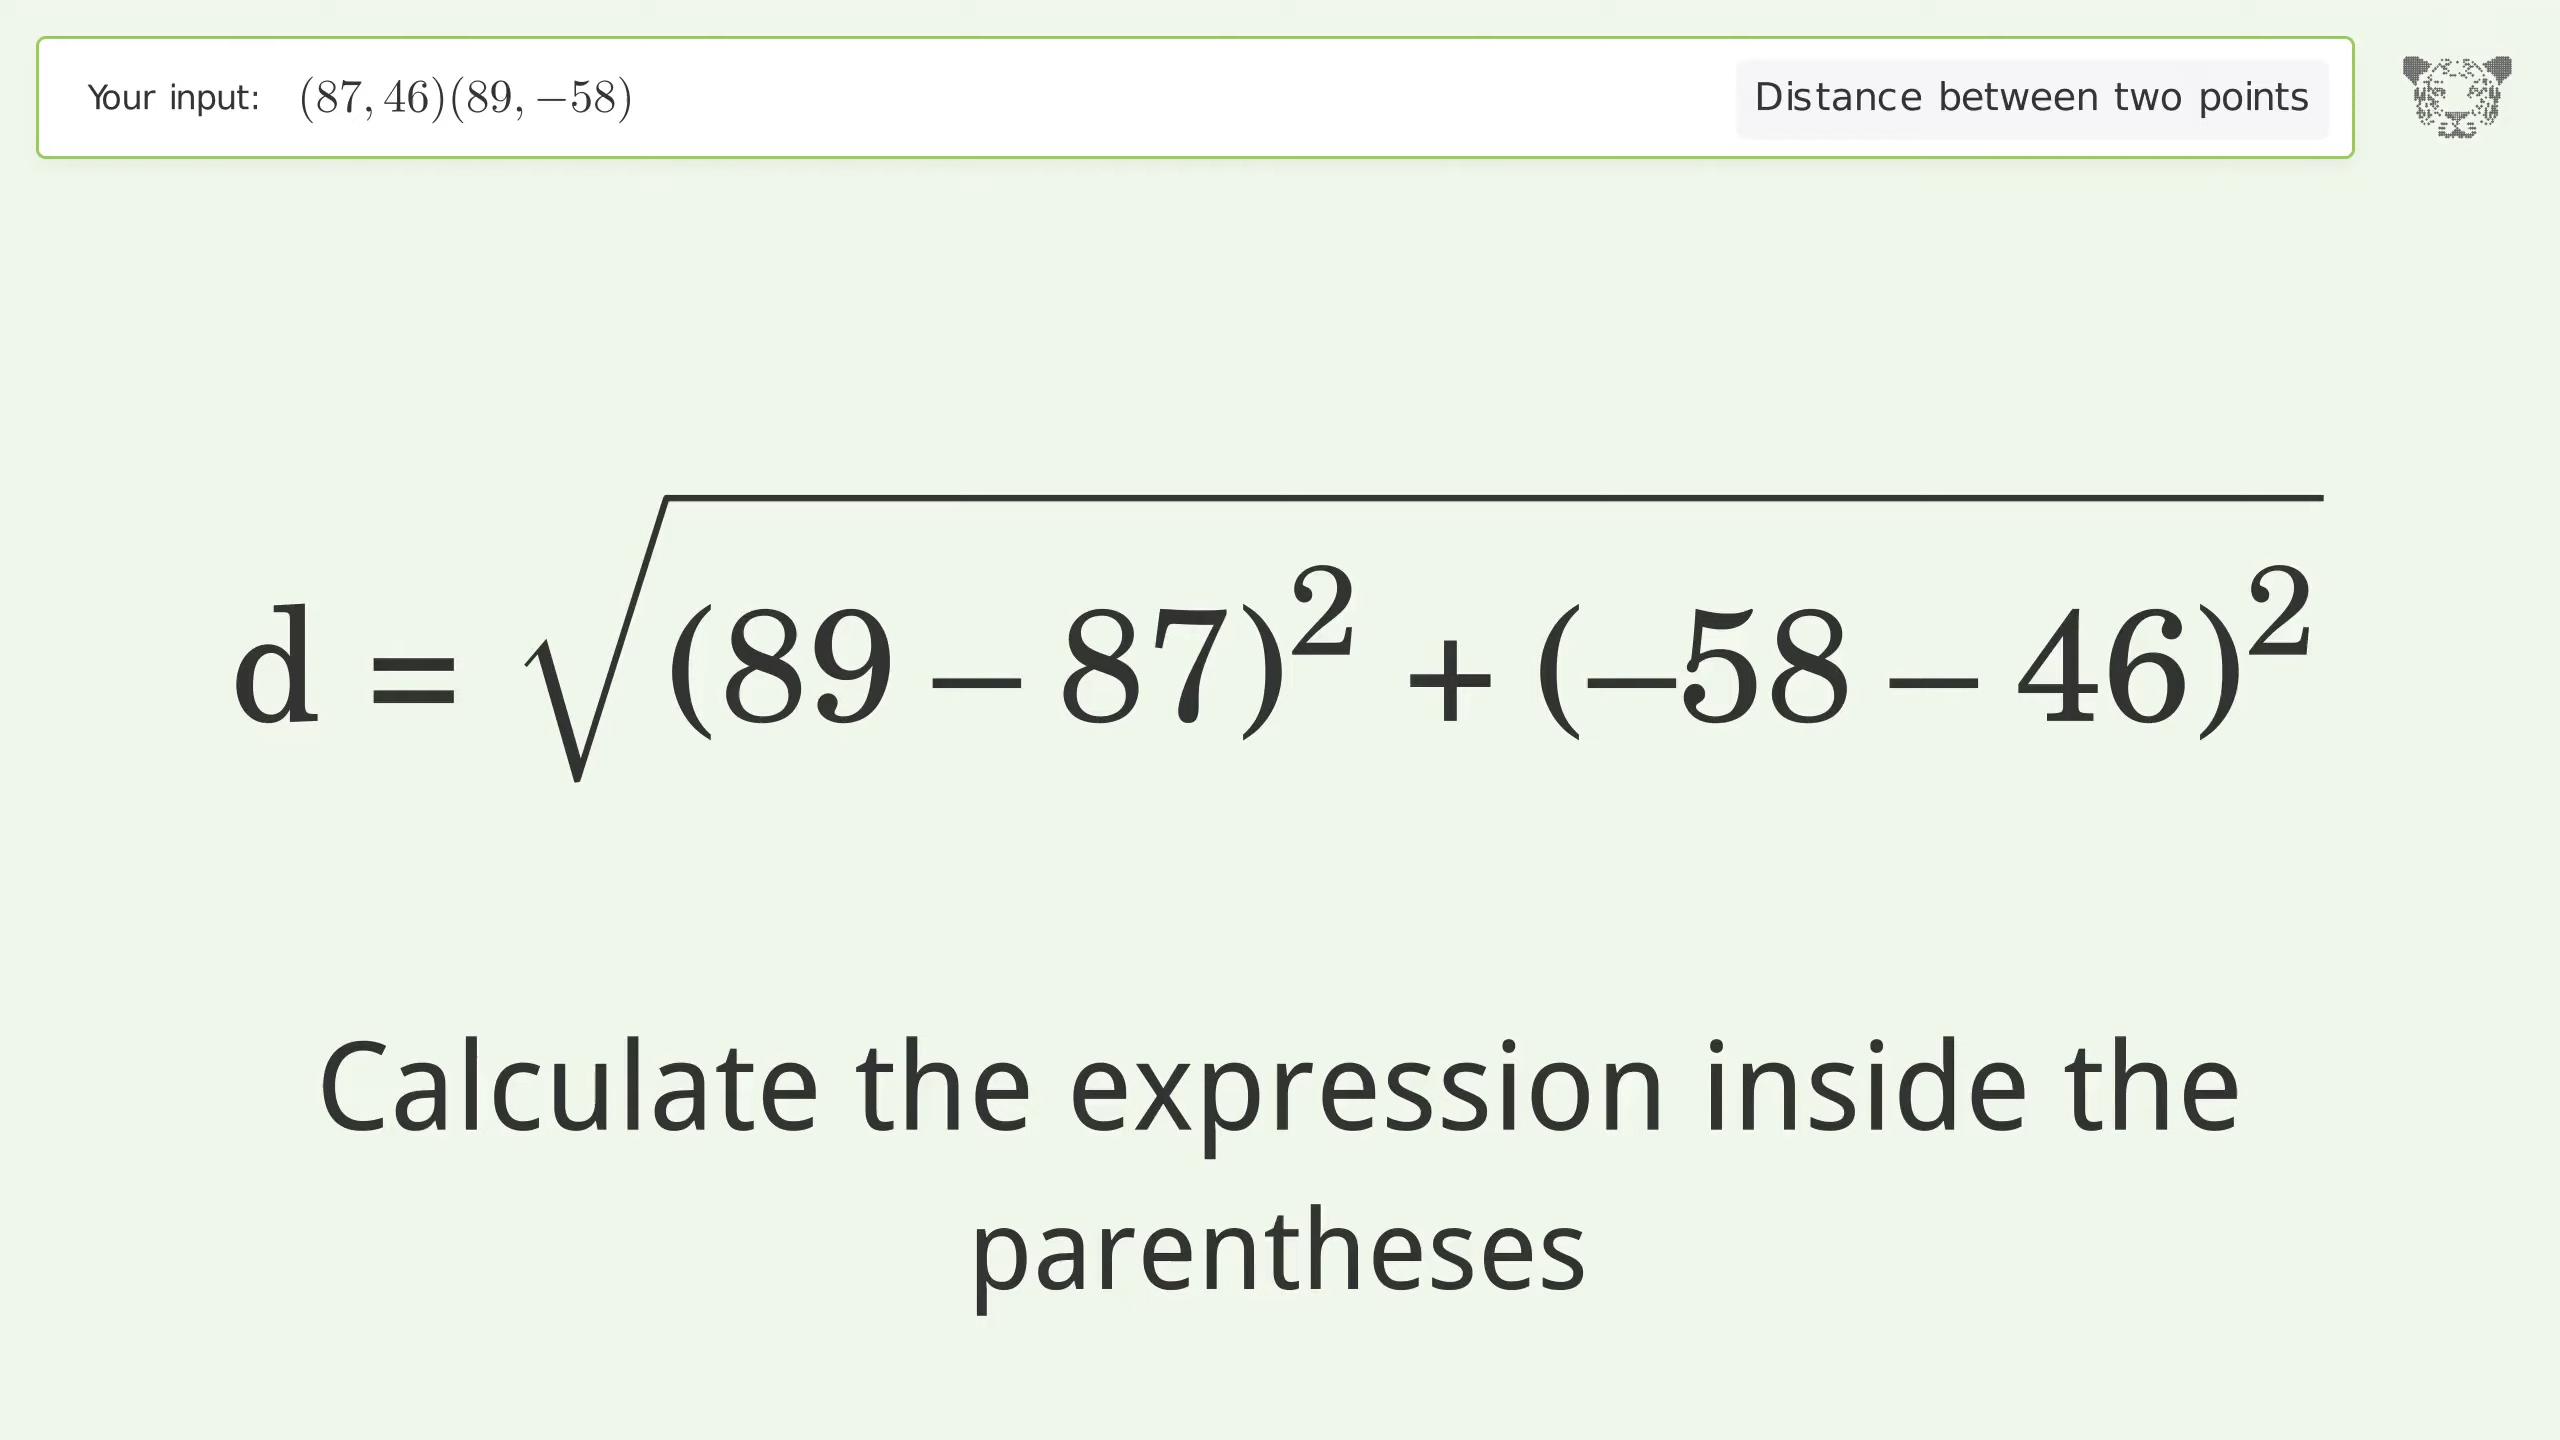 Your input: (87, 46)(89, −58)
Distance between two points
d = √(89 − 87)² + (−58 − 46)²
Calculate the expression inside the
parentheses